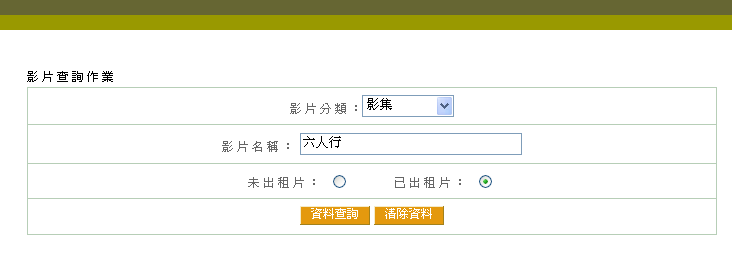 影片查詢作業
影片分類：影集
影片名稱：六人行
未出租片： 已出租片：
資料查詢 清除資料